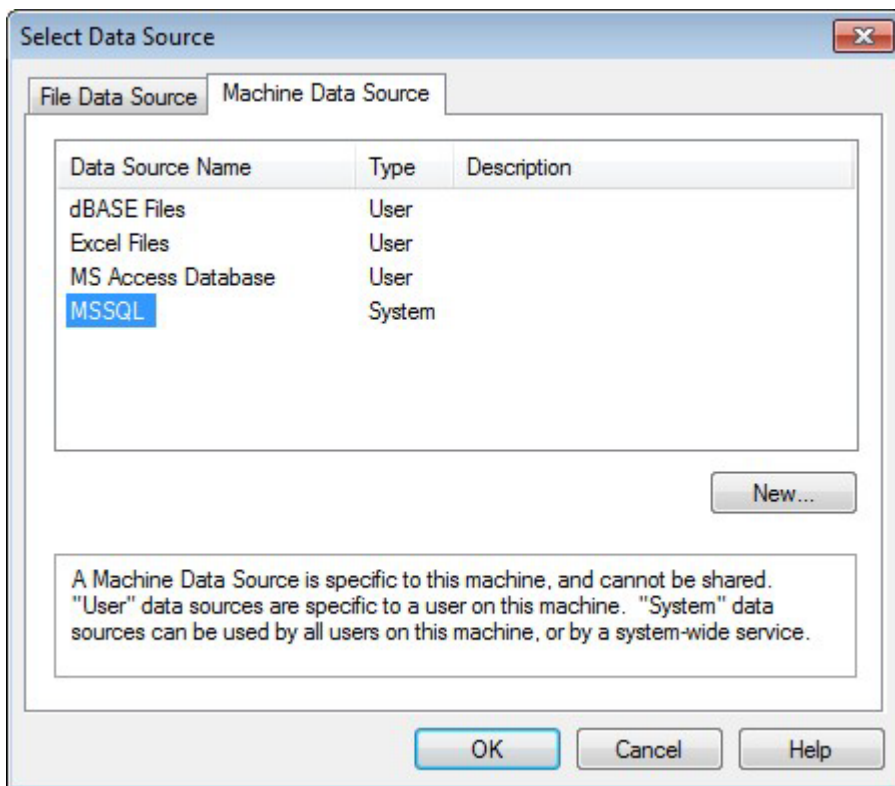 Select Data Source
File Data Source Machine Data Source
Data Source Name Type Description
dBASE Files User
Excel Files User
MS Access Database User
MSSQL System
New...
A Machine Data Source is specific to this machine, and cannot be shared.
"User" data sources are specific to a user on this machine.  "System" data
sources can be used by all users on this machine, or by a system-wide service.
OK Cancel Help